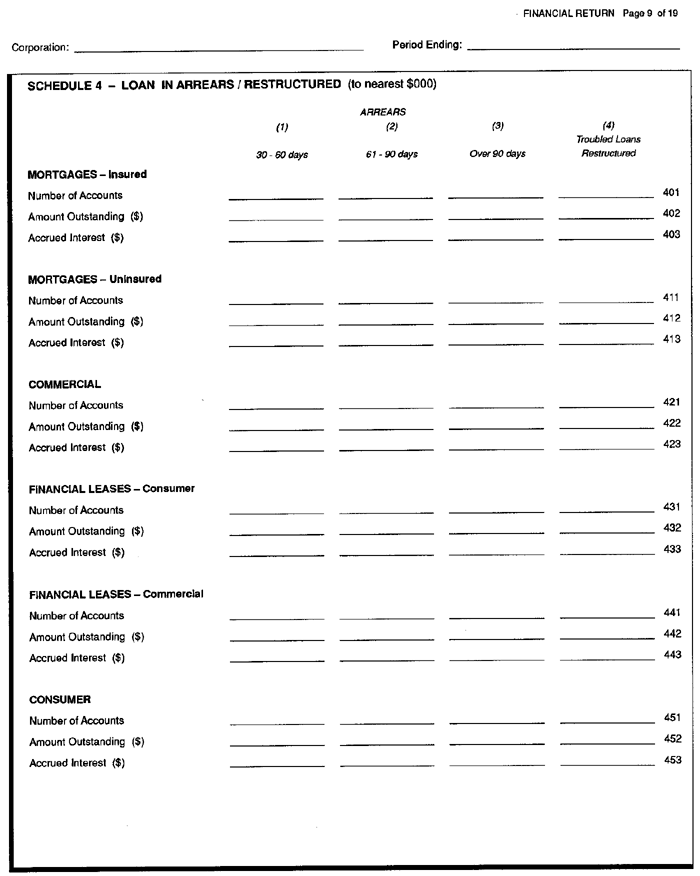 FINANCIAL RETURN Page 9 of 19
Corporation: Period Ending:
SCHEDULE 4 – LOAN IN ARREARS / RESTRUCTURED (to nearest $000)
ARREARS
(1) (2) (3) (4)
Troubled Loans
30 - 60 days 61 - 90 days Over 90 days Restructured
MORTGAGES – Insured
Number of Accounts 401
Amount Outstanding ($) 402
Accrued Interest ($) 403
MORTGAGES – Uninsured
Number of Accounts 411
Amount Outstanding ($) 412
Accrued Interest ($) 413
COMMERCIAL
Number of Accounts 421
Amount Outstanding ($) 422
Accrued Interest ($) 423
FINANCIAL LEASES – Consumer
Number of Accounts 431
Amount Outstanding ($) 432
Accrued Interest ($) 433
FINANCIAL LEASES – Commercial
Number of Accounts 441
Amount Outstanding ($) 442
Accrued Interest ($) 443
CONSUMER
Number of Accounts 451
Amount Outstanding ($) 452
Accrued Interest ($) 453